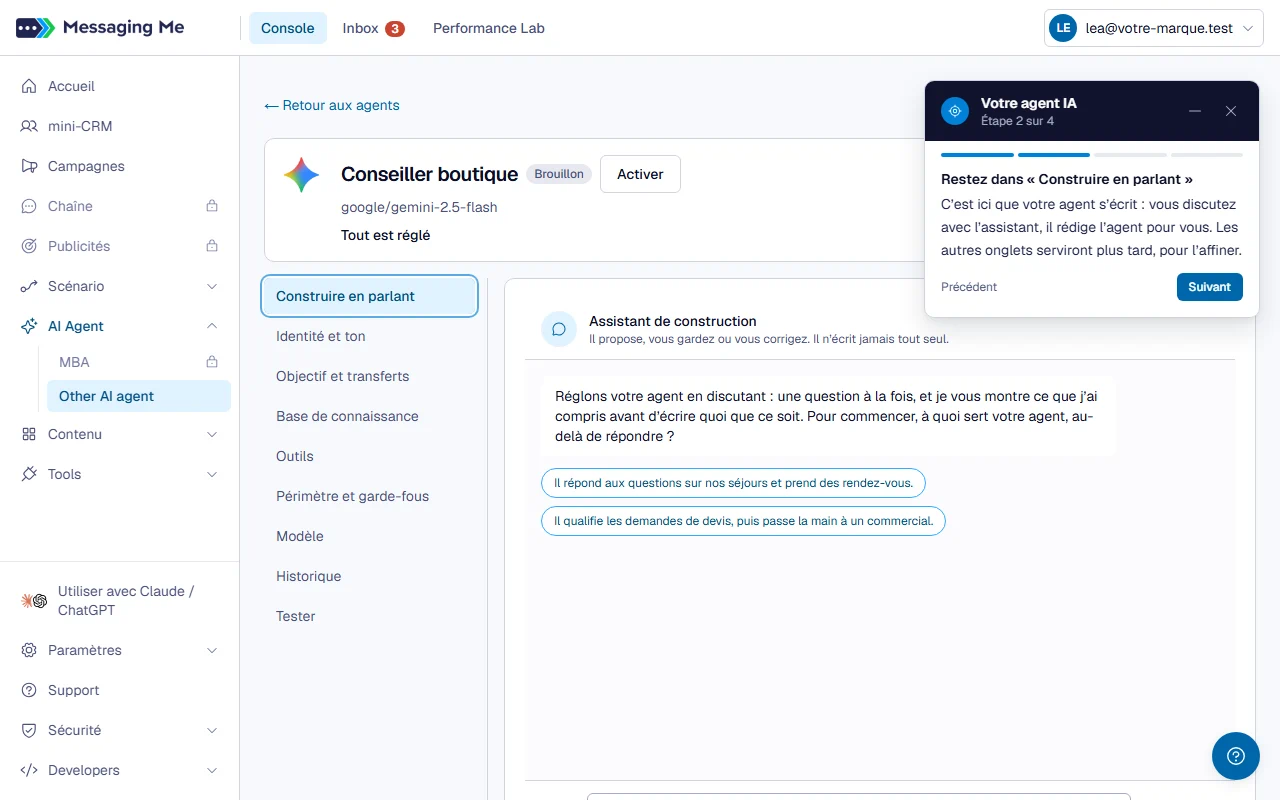 Messaging Me
Console
Inbox 3
Performance Lab
LE lea@votre-marque.test
Accueil
mini-CRM
Campagnes
Chaîne
Publicités
Scénario
AI Agent
MBA
Other AI agent
Contenu
Tools
Utiliser avec Claude /
ChatGPT
Paramètres
Support
Sécurité
Developers
← Retour aux agents
Conseiller boutique
Brouillon
Activer
google/gemini-2.5-flash
Tout est réglé
Construire en parlant
Identité et ton
Objectif et transferts
Base de connaissance
Outils
Périmètre et garde-fous
Modèle
Historique
Tester
Assistant de construction
Il propose, vous gardez ou vous corrigez. Il n'écrit jamais tout seul.
Réglons votre agent en discutant : une question à la fois, et je vous montre ce que j'ai
compris avant d'écrire quoi que ce soit. Pour commencer, à quoi sert votre agent, au-
delà de répondre ?
Il répond aux questions sur nos séjours et prend des rendez-vous.
Il qualifie les demandes de devis, puis passe la main à un commercial.
Votre agent IA
Étape 2 sur 4
Restez dans « Construire en parlant »
C'est ici que votre agent s'écrit : vous discutez
avec l'assistant, il rédige l'agent pour vous. Les
autres onglets serviront plus tard, pour l'affiner.
Précédent
Suivant